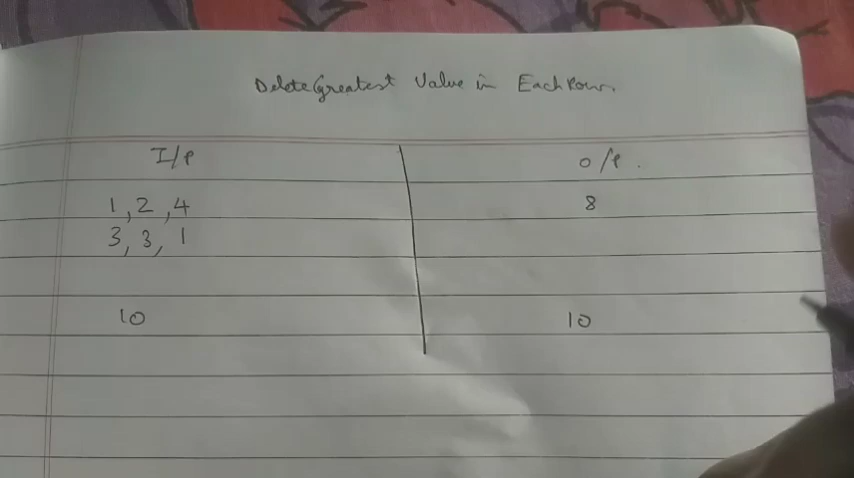 Delete Greatest Value in Each Row.
I/P O/P.
1, 2, 4 8
3, 3, 1
10 10